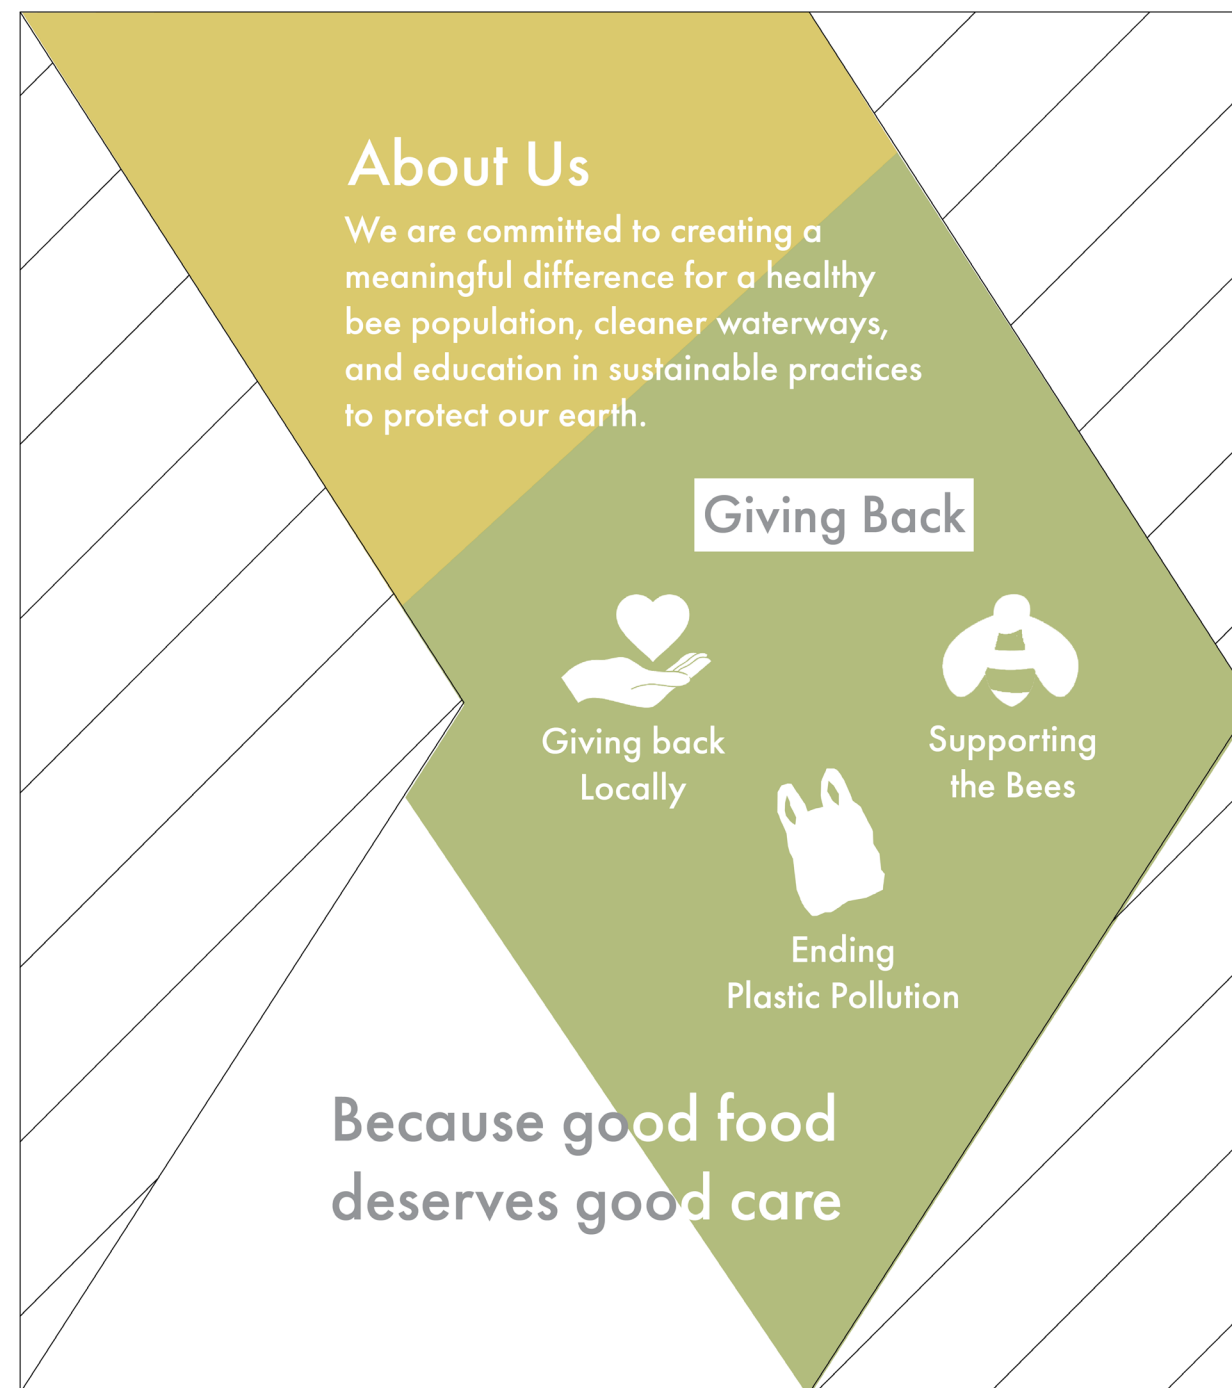 About Us
We are committed to creating a
meaningful difference for a healthy
bee population, cleaner waterways,
and education in sustainable practices
to protect our earth.
Giving Back
Giving back
Locally
Supporting
the Bees
Ending
Plastic Pollution
Because good food
deserves good care